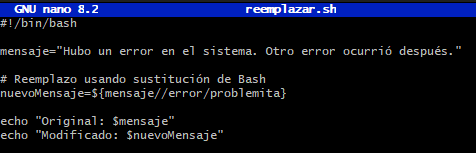 GNU nano 8.2 reemplazar.sh
#!/bin/bash
mensaje="Hubo un error en el sistema. Otro error ocurrió después."
# Reemplazo usando sustitución de Bash
nuevoMensaje=${mensaje//error/problemita}
echo "Original: $mensaje"
echo "Modificado: $nuevoMensaje"